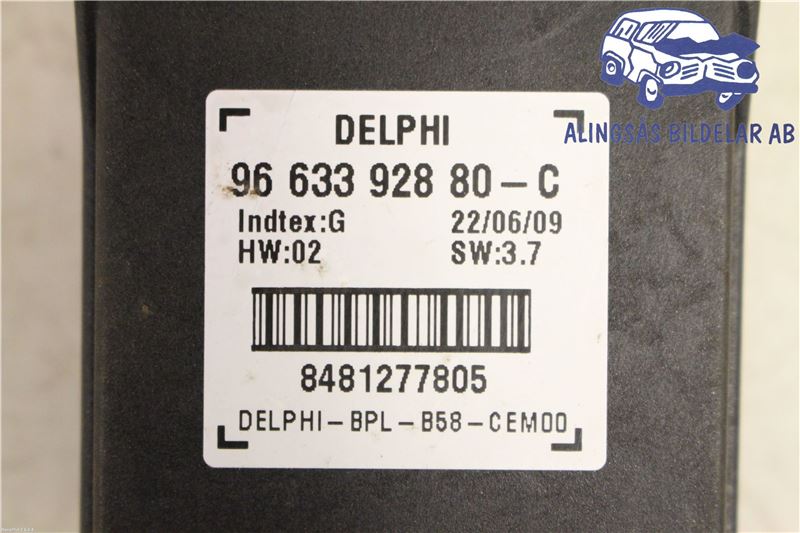 ALINGSÅS BILDELAR AB
DELPHI
96 633 928 80-C
Indtex:G 22/06/09
HW:02 SW:3.7
8481277805
DELPHI-BPL-B58-CEM00